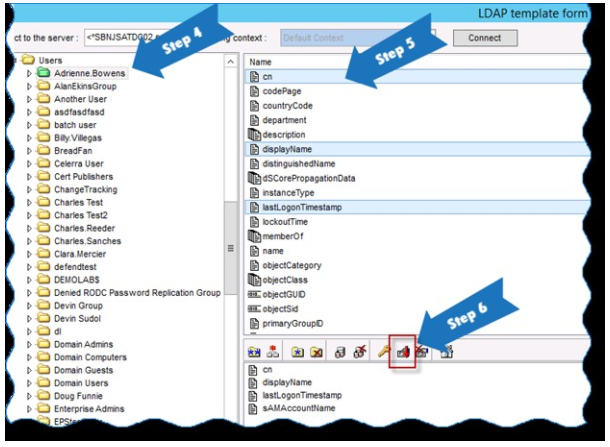 LDAP template form
ct to the server :
<*SBNJSATDC02
context :
Default Context
Connect
Step 4
Step 5
Step 6
Users
Adrienne.Bowens
AlanEkinsGroup
Another User
asdfasdfasd
batch user
Billy.Villegas
BreadFan
Celerra User
Cert Publishers
ChangeTracking
Charles Test
Charles Test2
Charles.Reeder
Charles.Sanches
Clara.Mercier
defendtest
DEMOLAB$
Denied RODC Password Replication Group
Devin Group
Devin Sudol
dl
Domain Admins
Domain Computers
Domain Guests
Domain Users
Doug Funnie
Enterprise Admins
Name
cn
codePage
countryCode
department
description
displayName
distinguishedName
dSCorePropagationData
instanceType
lastLogonTimestamp
lockoutTime
memberOf
name
objectCategory
objectClass
objectGUID
objectSid
primaryGroupID
cn
displayName
lastLogonTimestamp
sAMAccountName